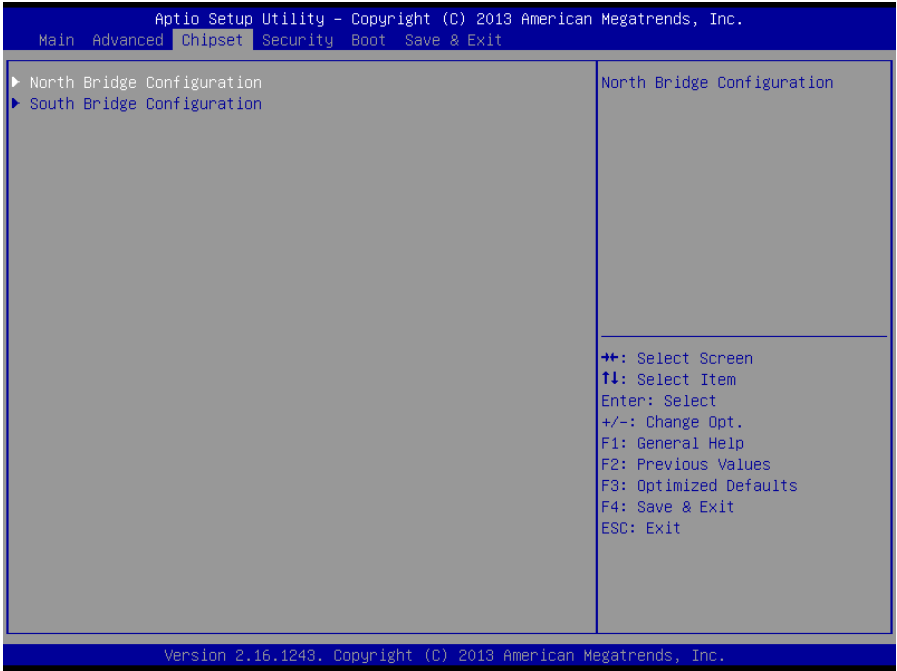 Aptio Setup Utility – Copyright (C) 2013 American Megatrends, Inc.
Main Advanced Chipset Security Boot Save & Exit
▶ North Bridge Configuration
▶ South Bridge Configuration
North Bridge Configuration
→←: Select Screen
↑↓: Select Item
Enter: Select
+/-: Change Opt.
F1: General Help
F2: Previous Values
F3: Optimized Defaults
F4: Save & Exit
ESC: Exit
Version 2.16.1243. Copyright (C) 2013 American Megatrends, Inc.